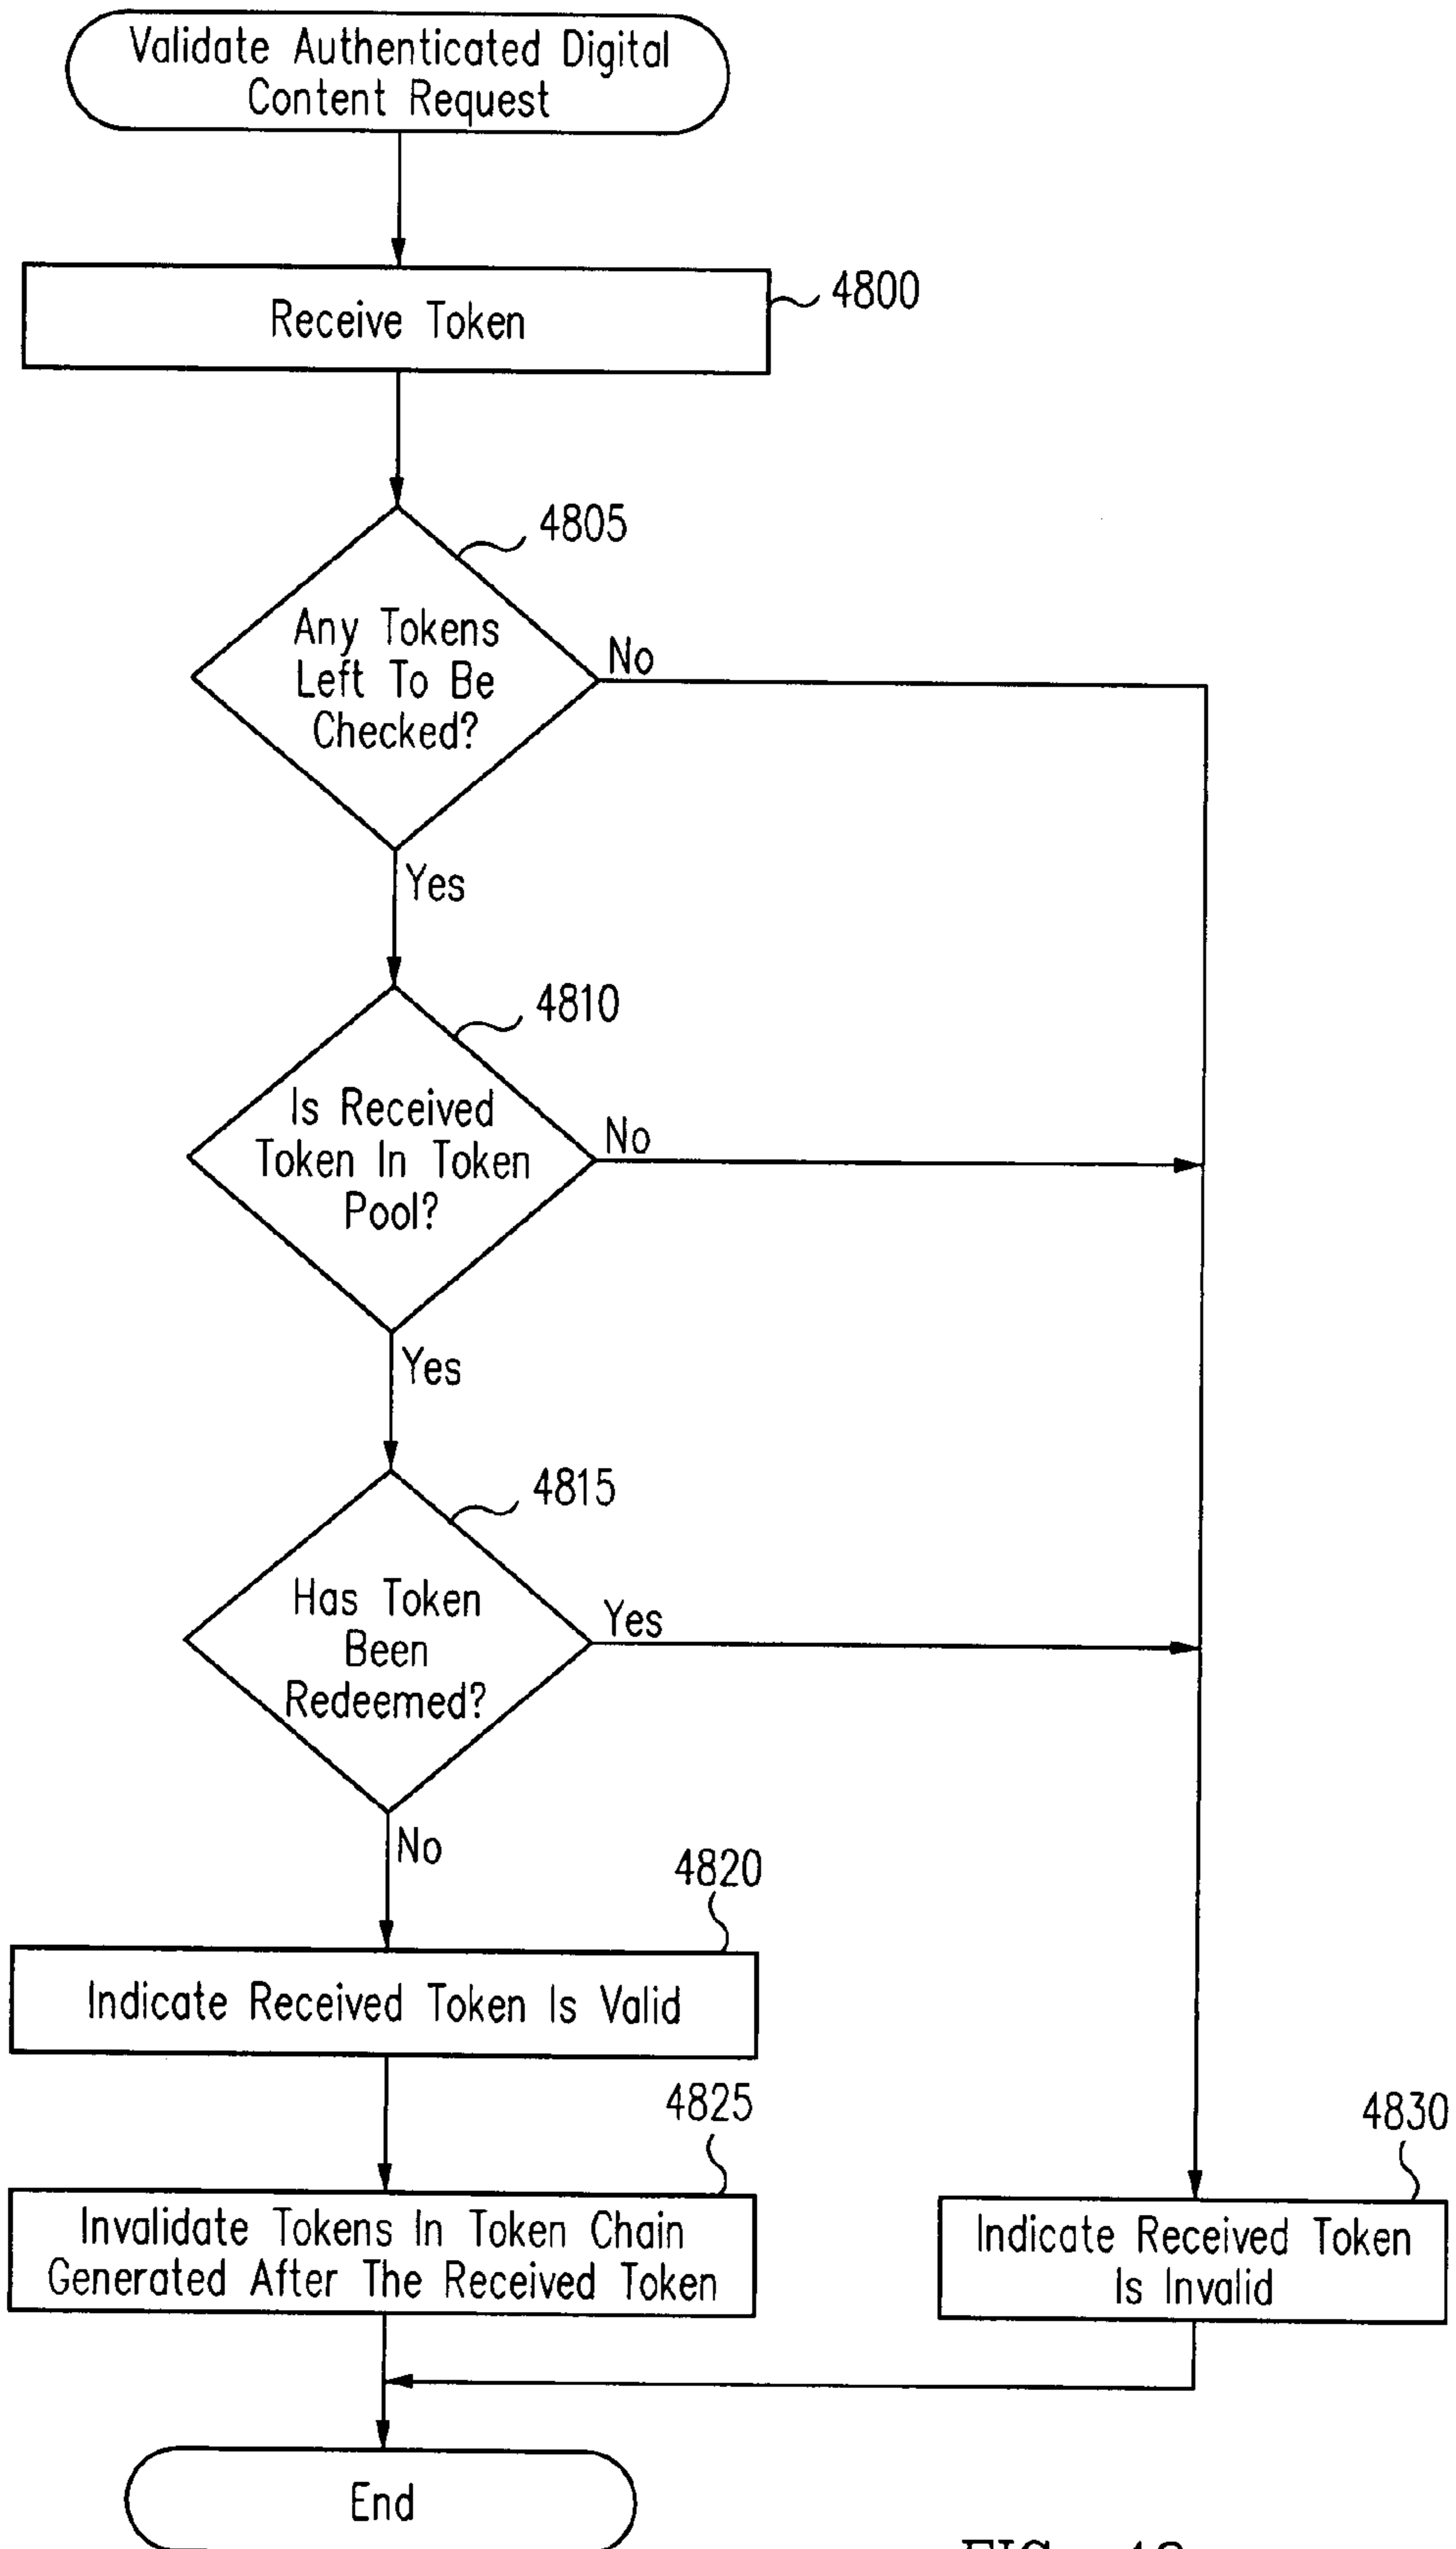 Validate Authenticated Digital
Content Request
Receive Token
4800
4805
Any Tokens
Left To Be
Checked?
No
Yes
4810
Is Received
Token In Token
Pool?
No
Yes
4815
Has Token
Been
Redeemed?
Yes
No
4820
Indicate Received Token Is Valid
4825
Invalidate Tokens In Token Chain
Generated After The Received Token
4830
Indicate Received Token
Is Invalid
End